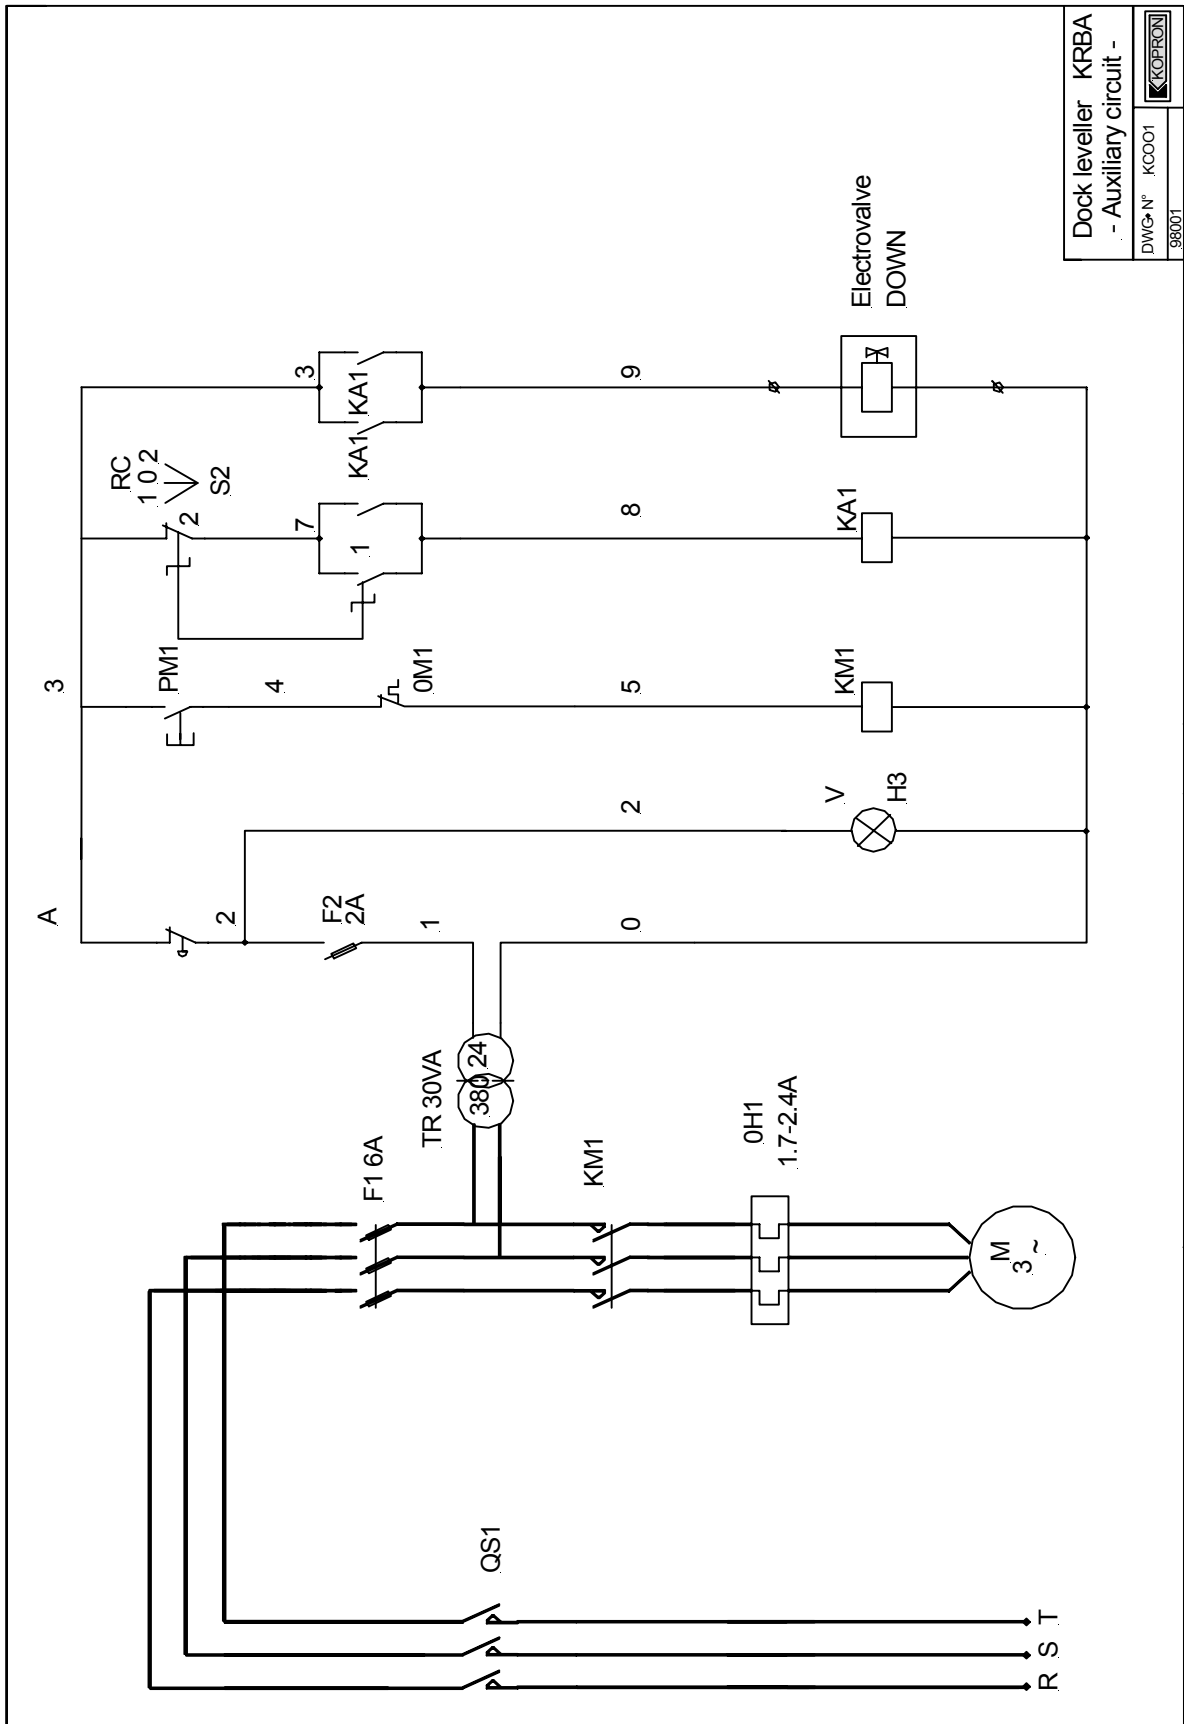 Dock leveller KRBA
- Auxiliary circuit -
DWG N° KCOO1
98001
KOPRON
A
2
F2
2A
1
0
3
PM1
4
0M1
5
KM1
2
V
H3
RC
1 0 2
S2
2
7
1
8
KA1
3
KA1
KA1
9
Electrovalve
DOWN
TR 30VA
380
24
F1 6A
KM1
0H1
1.7-2.4A
M
3 ~
QS1
R
S
T